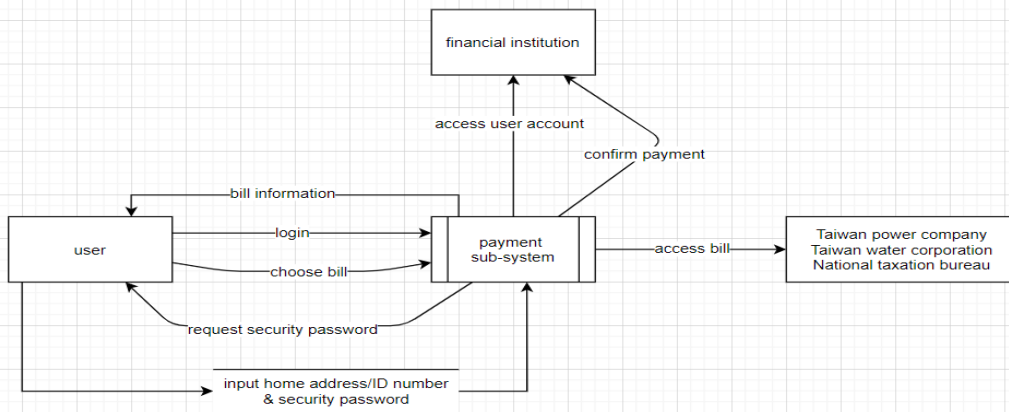 financial institution
access user account
confirm payment
bill information
user
login
choose bill
payment
sub-system
access bill
Taiwan power company
Taiwan water corporation
National taxation bureau
request security password
input home address/ID number
& security password